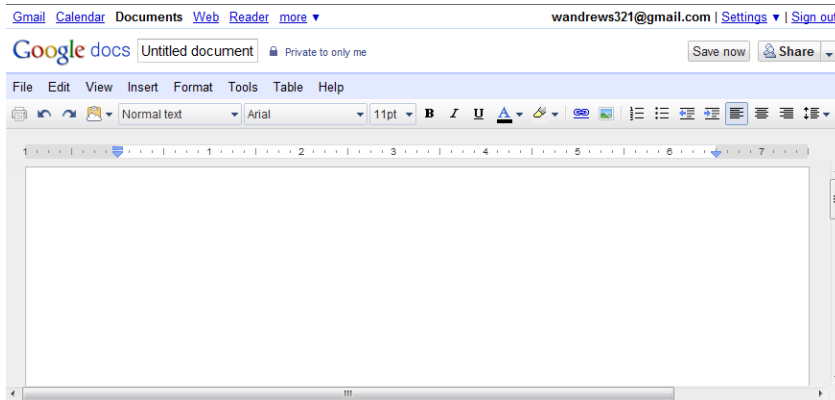 Gmail Calendar Documents Web Reader more ▼ wandrews321@gmail.com | Settings ▼ | Sign out
Google docs Untitled document Private to only me Save now Share
File Edit View Insert Format Tools Table Help
Normal text Arial 11pt B I U A
1 1 2 3 4 5 6 7